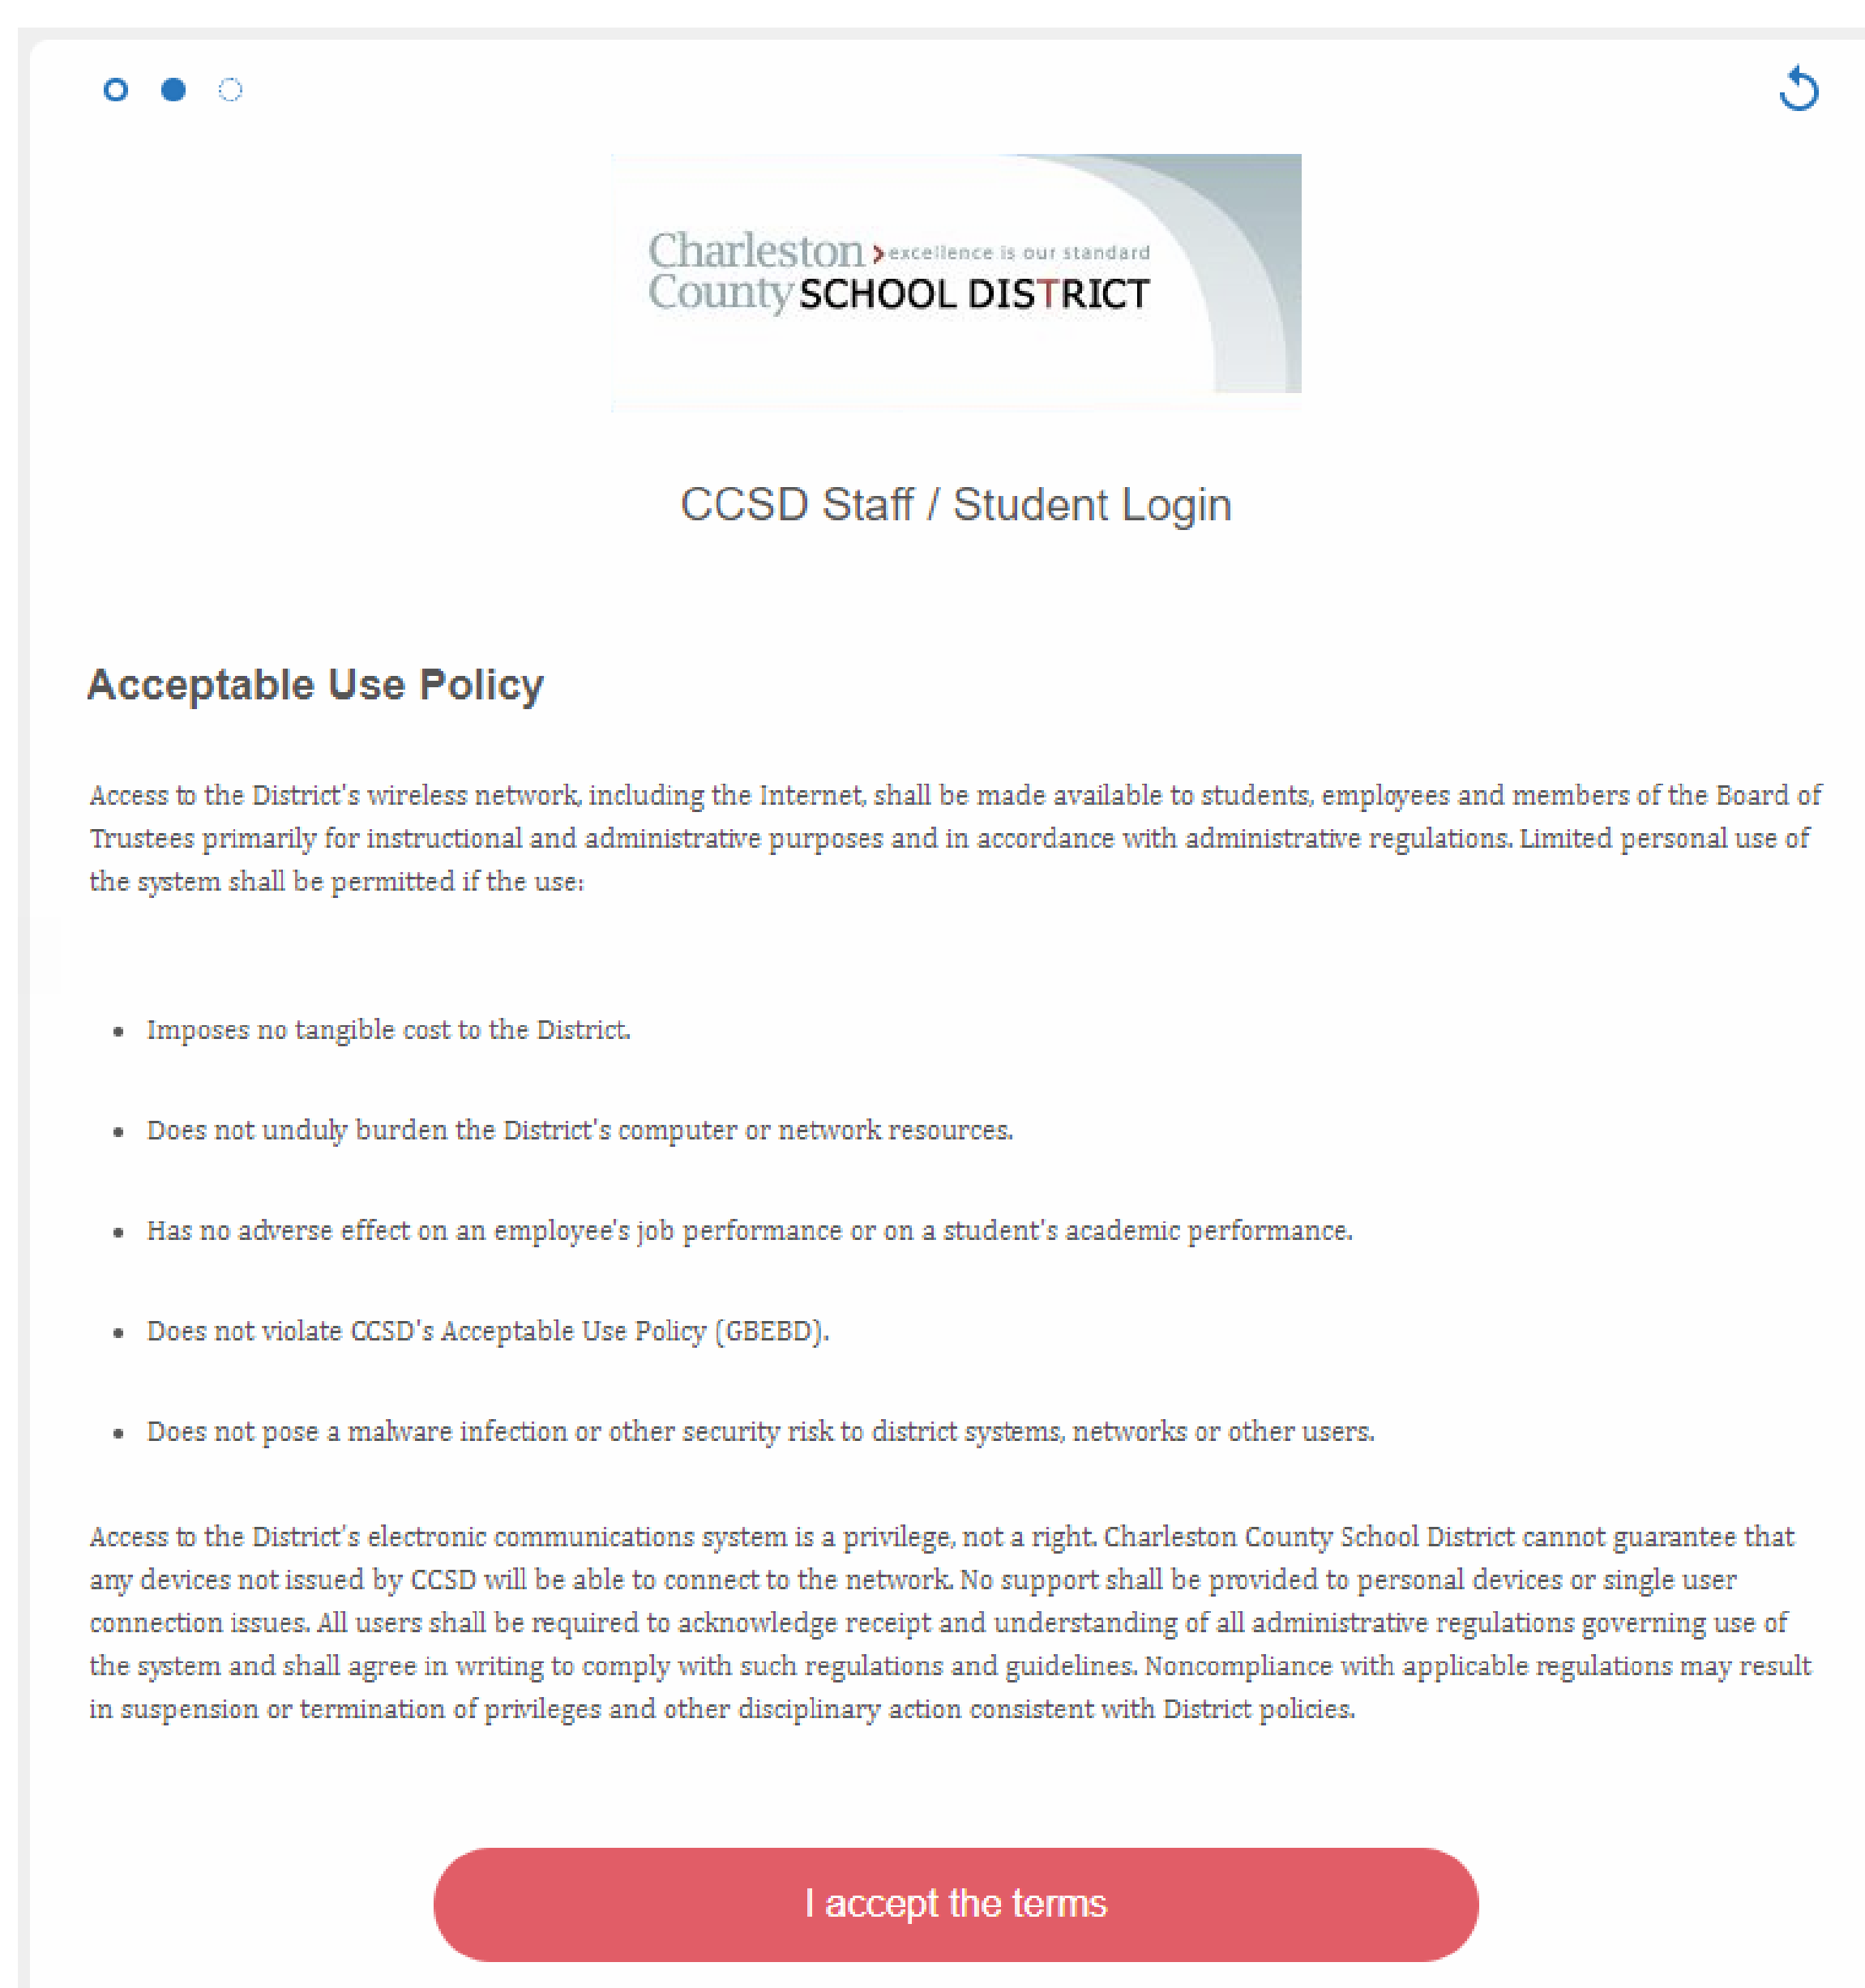 Charleston excellence is our standard
County SCHOOL DISTRICT
CCSD Staff / Student Login
Acceptable Use Policy
Access to the District's wireless network, including the Internet, shall be made available to students, employees and members of the Board of
Trustees primarily for instructional and administrative purposes and in accordance with administrative regulations. Limited personal use of
the system shall be permitted if the use:
• Imposes no tangible cost to the District.
• Does not unduly burden the District's computer or network resources.
• Has no adverse effect on an employee's job performance or on a student's academic performance.
• Does not violate CCSD's Acceptable Use Policy (GBEBD).
• Does not pose a malware infection or other security risk to district systems, networks or other users.
Access to the District's electronic communications system is a privilege, not a right. Charleston County School District cannot guarantee that
any devices not issued by CCSD will be able to connect to the network. No support shall be provided to personal devices or single user
connection issues. All users shall be required to acknowledge receipt and understanding of all administrative regulations governing use of
the system and shall agree in writing to comply with such regulations and guidelines. Noncompliance with applicable regulations may result
in suspension or termination of privileges and other disciplinary action consistent with District policies.
I accept the terms